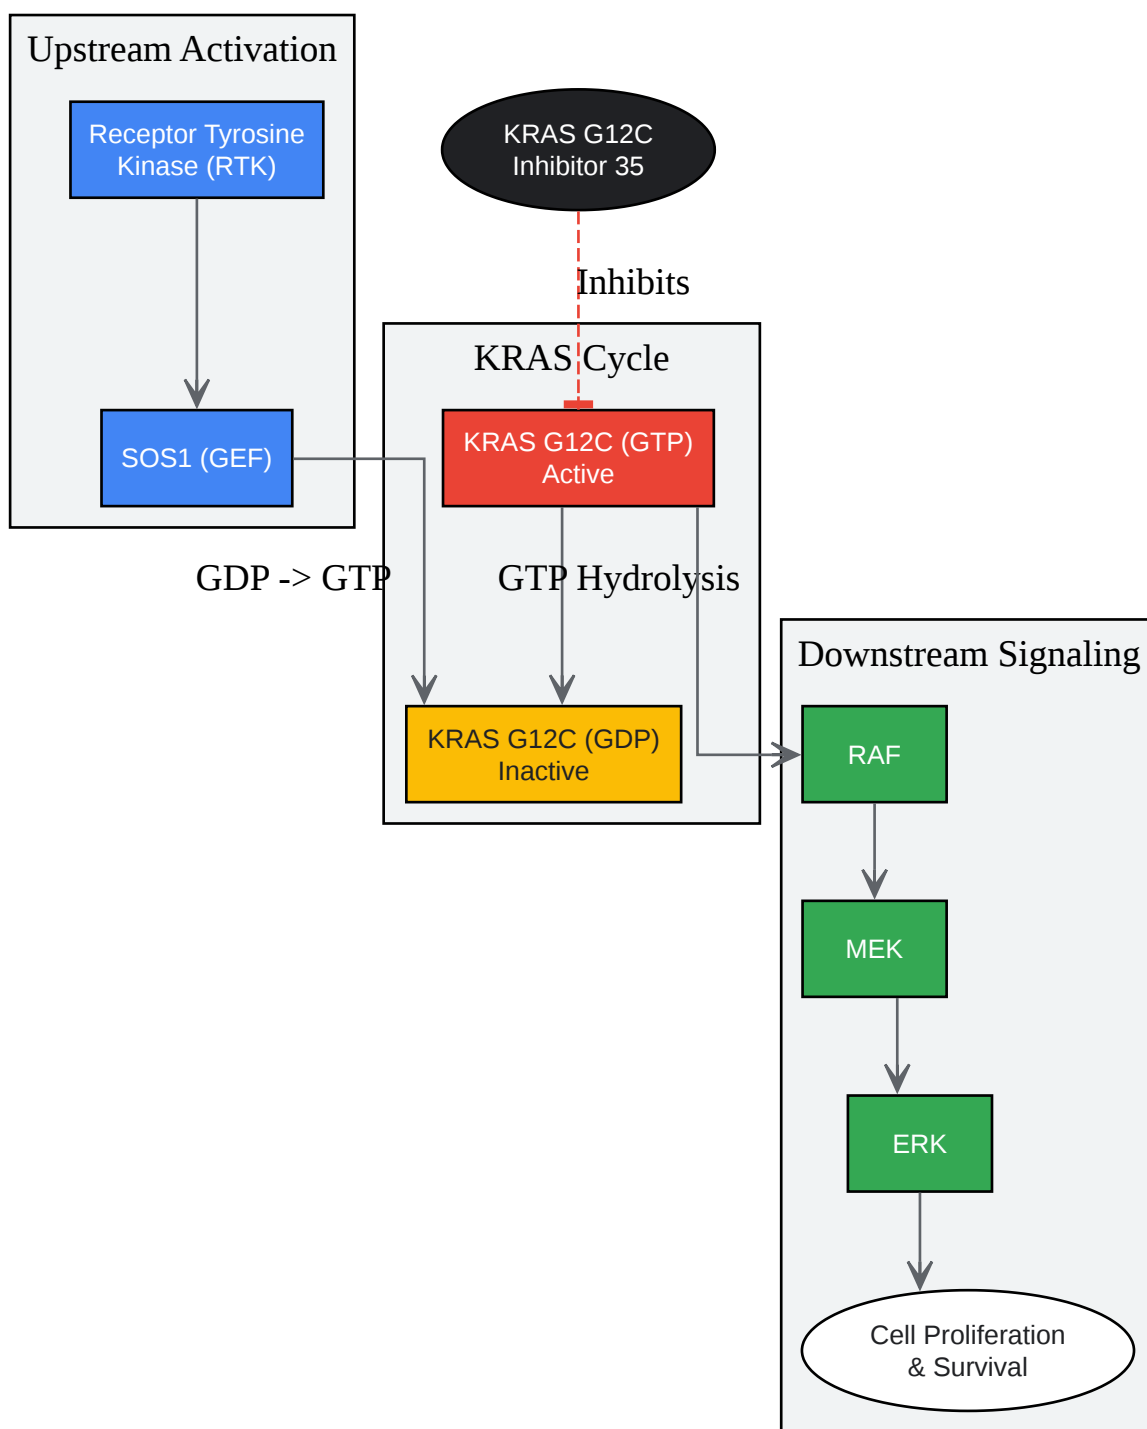 Upstream Activation
Receptor Tyrosine
Kinase (RTK)
SOS1 (GEF)
KRAS G12C
Inhibitor 35
Inhibits
KRAS Cycle
KRAS G12C (GTP)
Active
GDP -> GTP
GTP Hydrolysis
KRAS G12C (GDP)
Inactive
Downstream Signaling
RAF
MEK
ERK
Cell Proliferation
& Survival